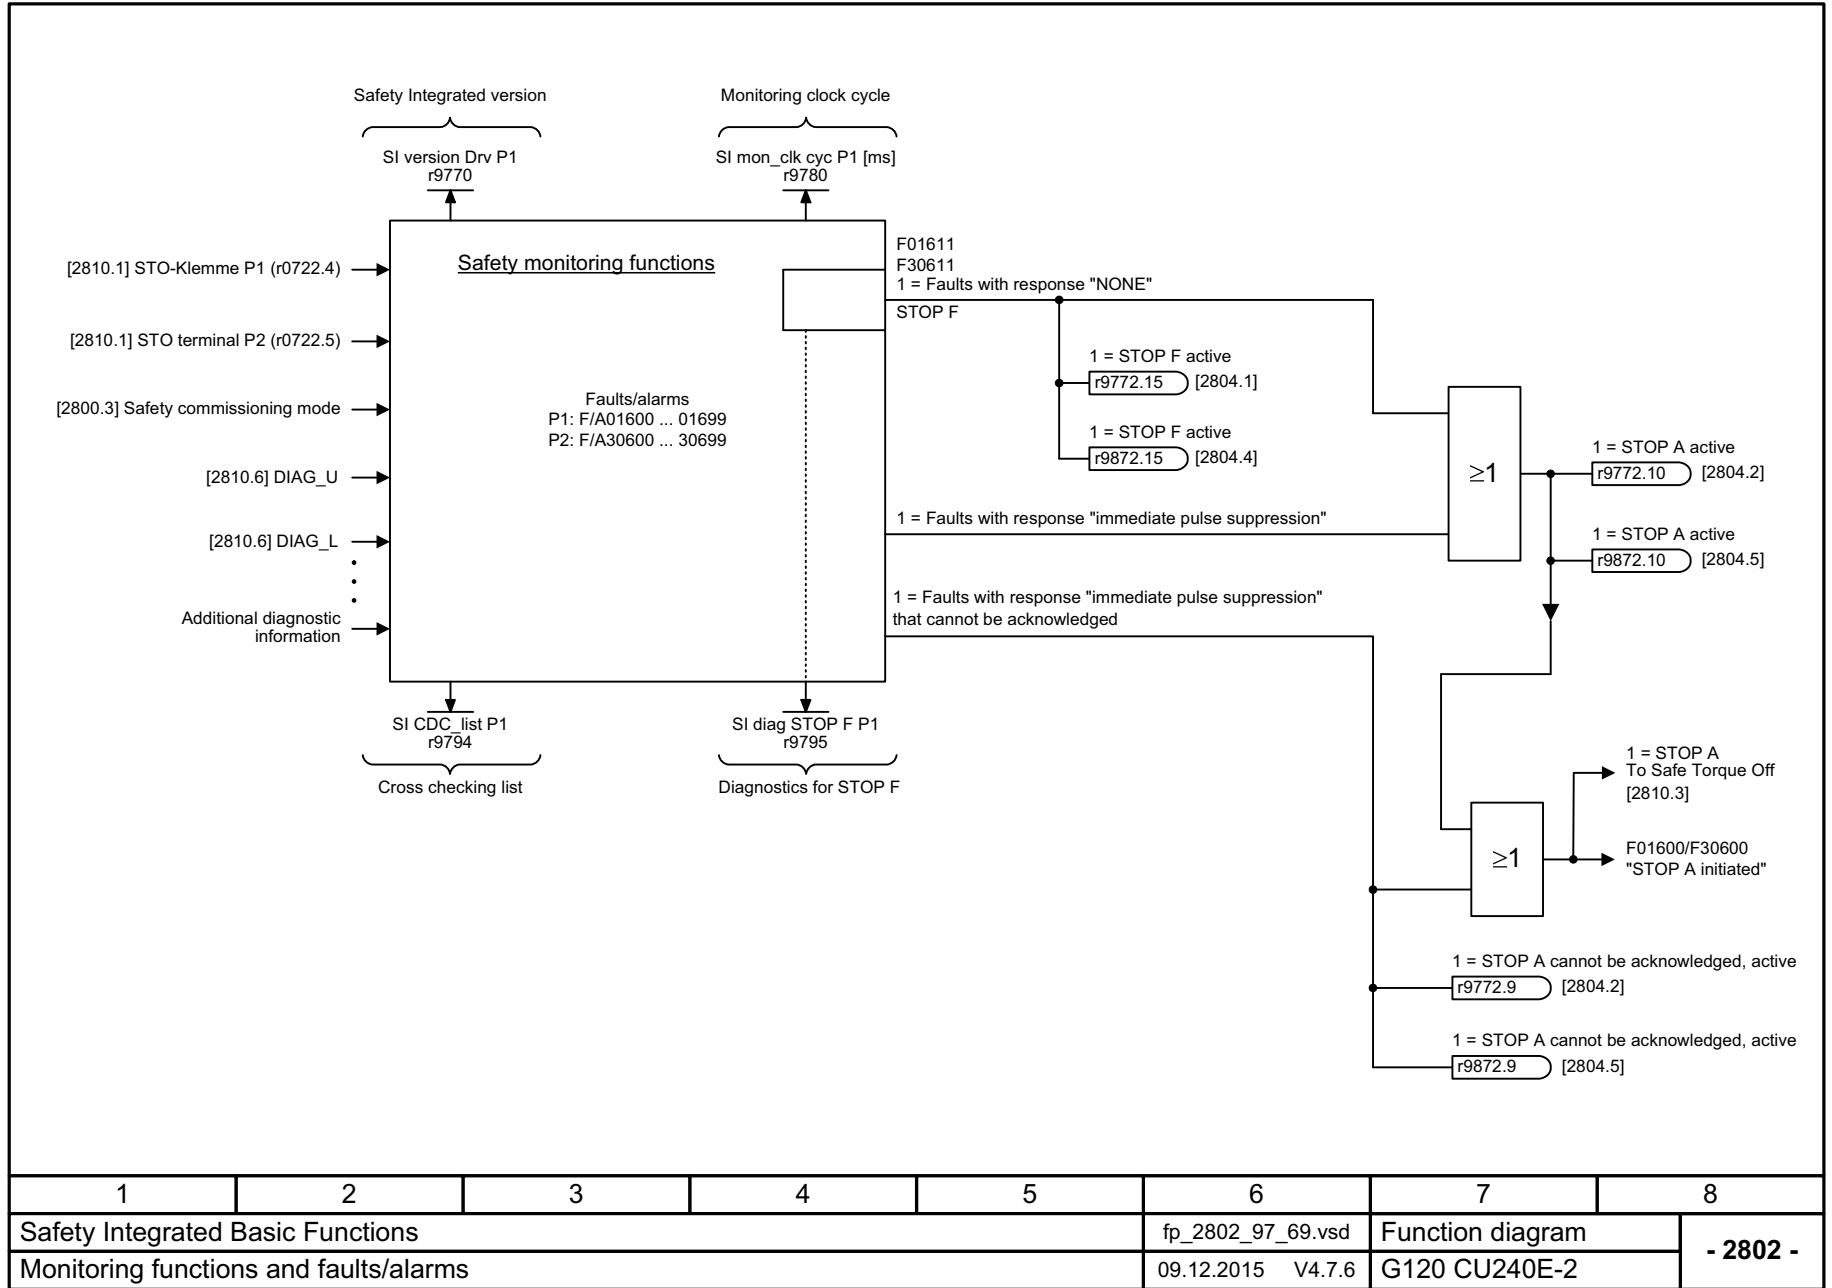 Safety Integrated version
Monitoring clock cycle
SI version Drv P1
r9770
SI mon_clk cyc P1 [ms]
r9780
[2810.1] STO-Klemme P1 (r0722.4)
[2810.1] STO terminal P2 (r0722.5)
[2800.3] Safety commissioning mode
[2810.6] DIAG_U
[2810.6] DIAG_L
Additional diagnostic
information
Safety monitoring functions
Faults/alarms
P1: F/A01600 ... 01699
P2: F/A30600 ... 30699
F01611
F30611
1 = Faults with response "NONE"
STOP F
1 = STOP F active
r9772.15 [2804.1]
1 = STOP F active
r9872.15 [2804.4]
1 = Faults with response "immediate pulse suppression"
1 = Faults with response "immediate pulse suppression"
that cannot be acknowledged
≥1
1 = STOP A active
r9772.10 [2804.2]
1 = STOP A active
r9872.10 [2804.5]
SI CDC_list P1
r9794
Cross checking list
SI diag STOP F P1
r9795
Diagnostics for STOP F
≥1
1 = STOP A
To Safe Torque Off
[2810.3]
F01600/F30600
"STOP A initiated"
1 = STOP A cannot be acknowledged, active
r9772.9 [2804.2]
1 = STOP A cannot be acknowledged, active
r9872.9 [2804.5]
1 2 3 4 5 6 7 8
Safety Integrated Basic Functions
fp_2802_97_69.vsd
Function diagram
- 2802 -
Monitoring functions and faults/alarms
09.12.2015 V4.7.6
G120 CU240E-2